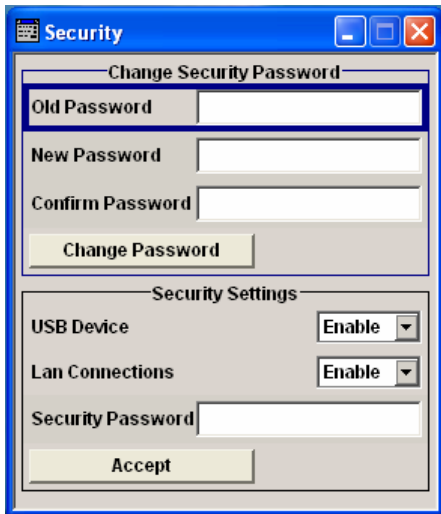 Security
Change Security Password
Old Password
New Password
Confirm Password
Change Password
Security Settings
USB Device Enable
Lan Connections Enable
Security Password
Accept